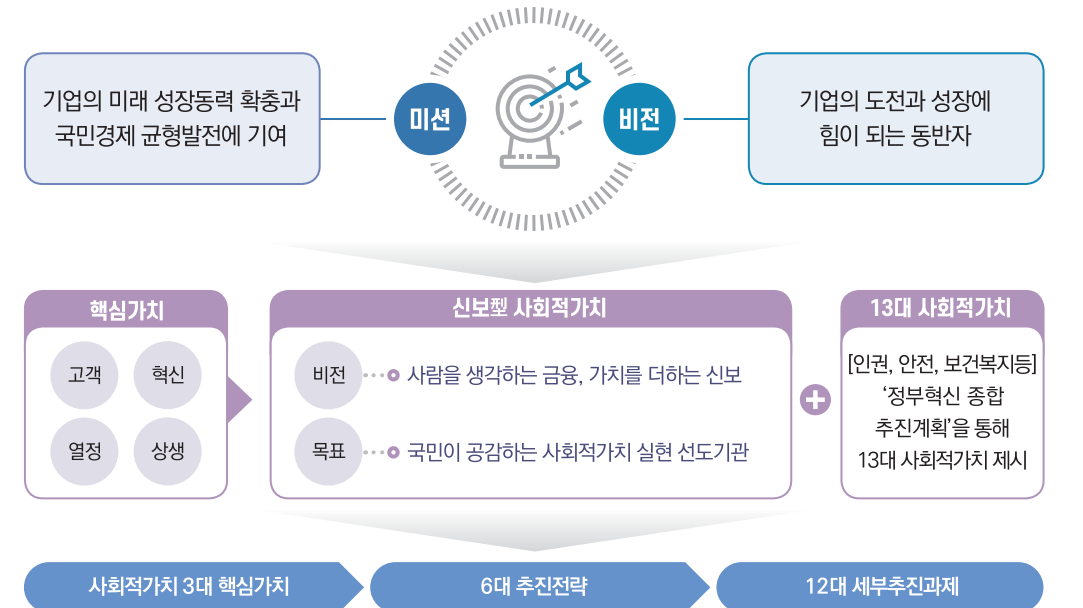 기업의 미래 성장동력 확충과
국민경제 균형발전에 기여
미션
비전
기업의 도전과 성장에
힘이 되는 동반자
핵심가치
고객
혁신
열정
상생
신보型 사회적가치
비전
사람을 생각하는 금융, 가치를 더하는 신보
목표
국민이 공감하는 사회적가치 실현 선도기관
13대 사회적가치
[인권, 안전, 보건복지등]
‘정부혁신 종합
추진계획’을 통해
13대 사회적가치 제시
사회적가치 3대 핵심가치
6대 추진전략
12대 세부추진과제